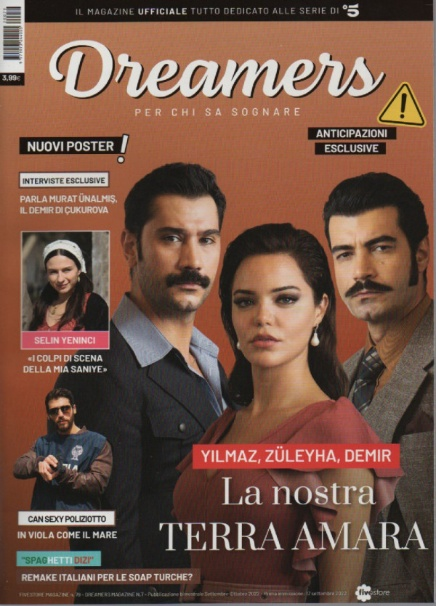 IL MAGAZINE UFFICIALE TUTTO DEDICATO ALLE SERIE DI 5
3,99€
Dreamers
PER CHI SA SOGNARE
ANTICIPAZIONI
ESCLUSIVE
NUOVI POSTER!
INTERVISTE ESCLUSIVE
PARLA MURAT ÜNALMIŞ,
IL DEMIR DI ÇUKUROVA
SELIN YENINCI
«I COLPI DI SCENA
DELLA MIA SANIYE»
YILMAZ, ZÜLEYHA, DEMIR
La nostra
TERRA AMARA
CAN SEXY POLIZIOTTO
IN VIOLA COME IL MARE
"SPAGHETTI DIZI"
REMAKE ITALIANI PER LE SOAP TURCHE?
fivestore